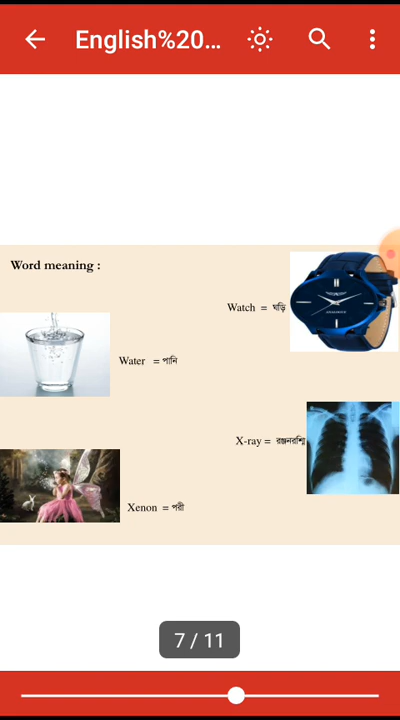 English%20...
Word meaning :
Watch = ঘড়ি
Water = পানি
X-ray = রঞ্জনরশ্মি
Xenon = পরী
7 / 11